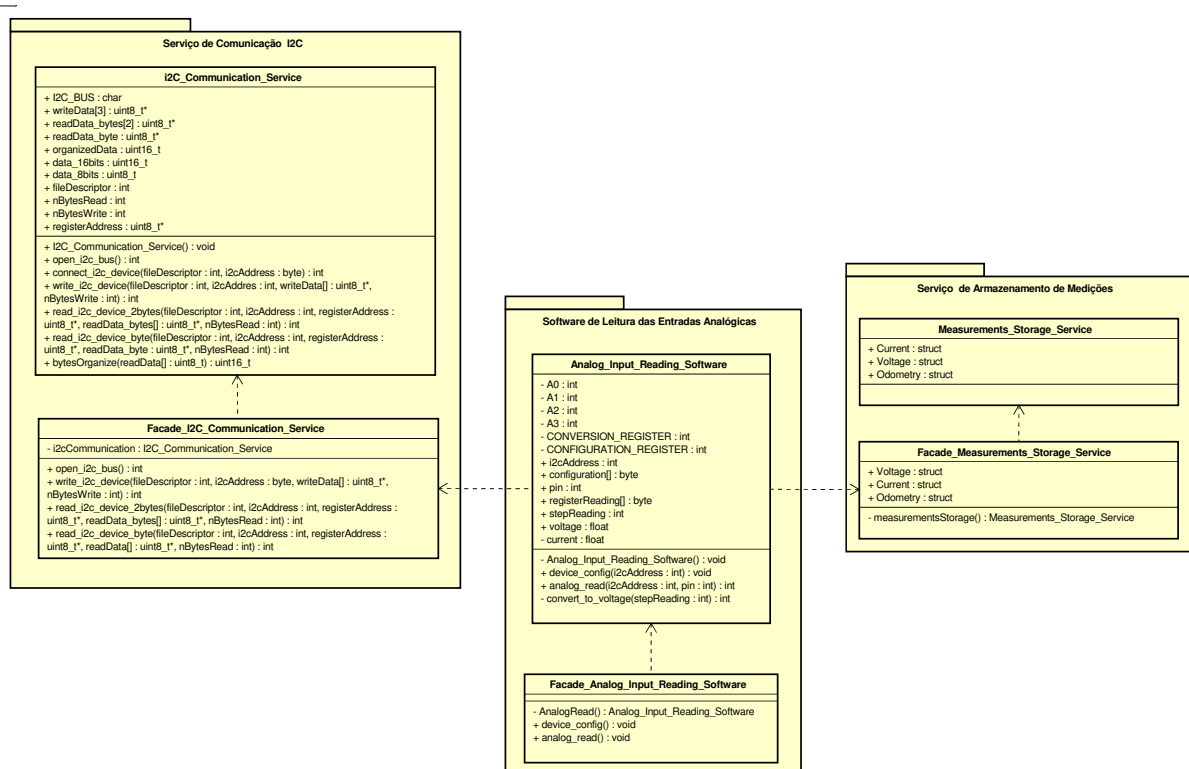 Serviço de Comunicação I2C
i2C_Communication_Service
+ I2C_BUS : char
+ writeData[3] : uint8_t*
+ readData_bytes[2] : uint8_t*
+ readData_byte : uint8_t*
+ organizedData : uint16_t
+ data_16bits : uint16_t
+ data_8bits : uint8_t
+ fileDescriptor : int
+ nBytesRead : int
+ nBytesWrite : int
+ registerAddress : uint8_t*
+ I2C_Communication_Service() : void
+ open_i2c_bus() : int
+ connect_i2c_device(fileDescriptor : int, i2cAddress : byte) : int
+ write_i2c_device(fileDescriptor : int, i2cAddres : int, writeData[] : uint8_t*,
nBytesWrite : int) : int
+ read_i2c_device_2bytes(fileDescriptor : int, i2cAddress : int, registerAddress :
uint8_t*, readData_bytes[] : uint8_t*, nBytesRead : int) : int
+ read_i2c_device_byte(fileDescriptor : int, i2cAddress : int, registerAddress :
uint8_t*, readData_byte : uint8_t*, nBytesRead : int) : int
+ bytesOrganize(readData[] : uint8_t) : uint16_t
Facade_I2C_Communication_Service
- i2cCommunication : I2C_Communication_Service
+ open_i2c_bus() : int
+ write_i2c_device(fileDescriptor : int, i2cAddress : byte, writeData[] : uint8_t*,
nBytesWrite : int) : int
+ read_i2c_device_2bytes(fileDescriptor : int, i2cAddress : int, registerAddress :
uint8_t*, readData_bytes[] : uint8_t*, nBytesRead : int) : int
+ read_i2c_device_byte(fileDescriptor : int, i2cAddress : int, registerAddress :
uint8_t*, readData[] : uint8_t*, nBytesRead : int) : int
Software de Leitura das Entradas Analógicas
Analog_Input_Reading_Software
- A0 : int
- A1 : int
- A2 : int
- A3 : int
- CONVERSION_REGISTER : int
- CONFIGURATION_REGISTER : int
+ i2cAddress : int
+ configuration[] : byte
+ pin : int
+ registerReading[] : byte
+ stepReading : int
+ voltage : float
- current : float
- Analog_Input_Reading_Software() : void
+ device_config(i2cAddress : int) : void
+ analog_read(i2cAddress : int, pin : int) : int
- convert_to_voltage(stepReading : int) : int
Facade_Analog_Input_Reading_Software
- AnalogRead() : Analog_Input_Reading_Software
+ device_config() : void
+ analog_read() : void
Serviço de Armazenamento de Medições
Measurements_Storage_Service
+ Current : struct
+ Voltage : struct
+ Odometry : struct
Facade_Measurements_Storage_Service
+ Voltage : struct
+ Current : struct
+ Odometry : struct
- measurementsStorage() : Measurements_Storage_Service